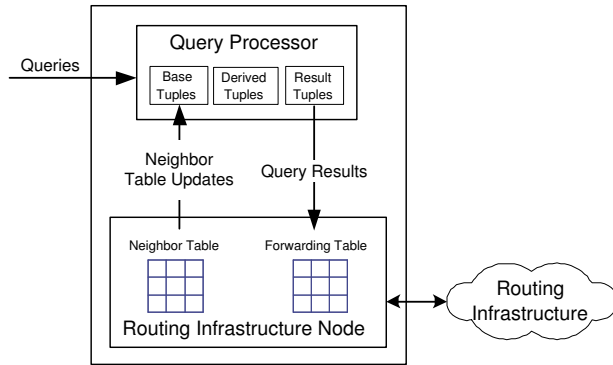 Query Processor
Queries
Base
Tuples
Derived
Tuples
Result
Tuples
Neighbor
Table Updates
Query Results
Neighbor Table
Forwarding Table
Routing Infrastructure Node
Routing
Infrastructure